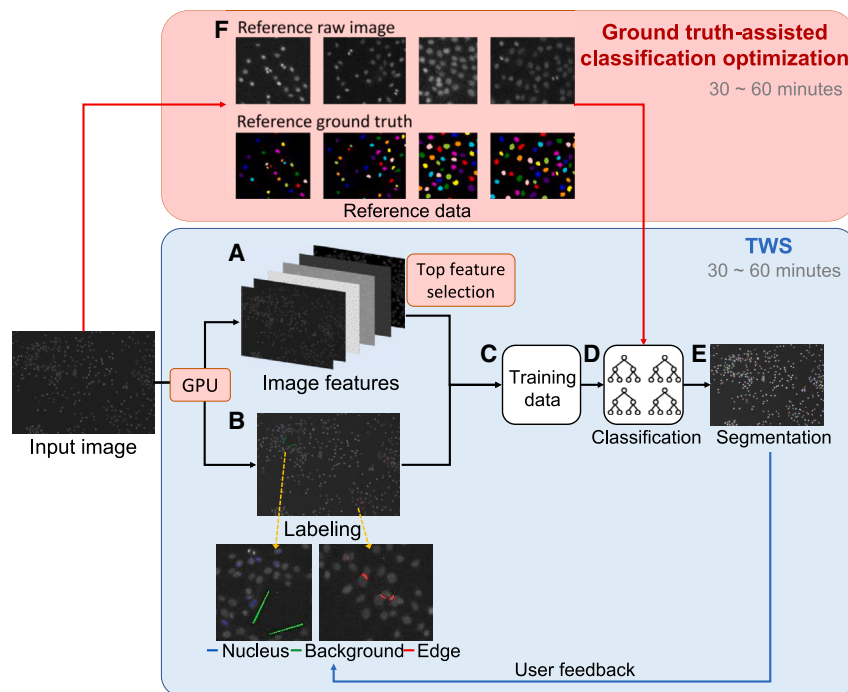 F Reference raw image
Ground truth-assisted
classification optimization
30 ~ 60 minutes
Reference ground truth
Reference data
TWS
30 ~ 60 minutes
A
Top feature
selection
GPU
Image features
Input image
B
Labeling
C
Training
data
D
Classification
E
Segmentation
Nucleus Background Edge
User feedback